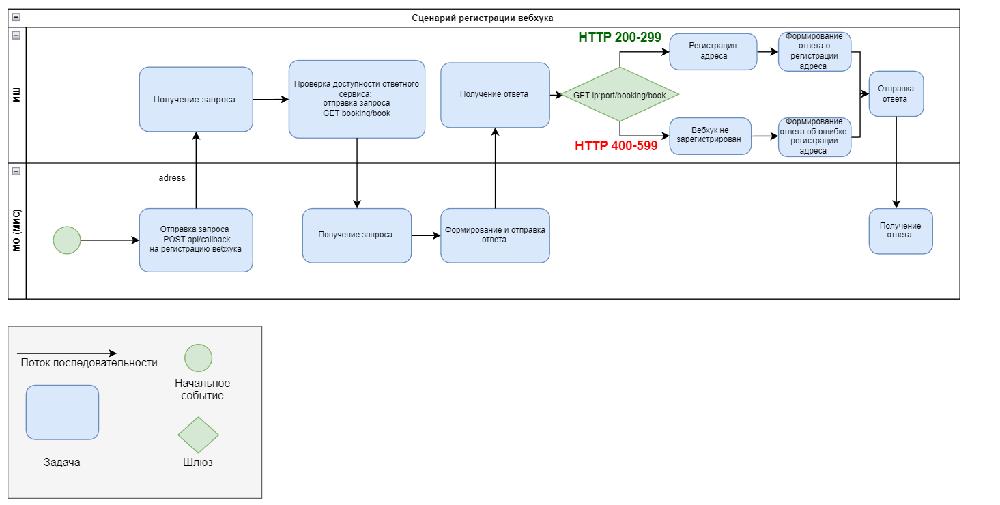 Сценарий регистрации вебхука
ИШ
Получение запроса
Проверка доступности ответного
сервиса:
отправка запроса
GET booking/book
Получение ответа
HTTP 200-299
GET ip:port/booking/book
HTTP 400-599
Регистрация
адреса
Формирование
ответа о
регистрации
адреса
Вебхук не
зарегистрирован
Формирование
ответа об ошибке
регистрации
адреса
Отправка
ответа
МО (МИС)
adress
Отправка запроса
POST api/callback
на регистрацию вебхука
Получение запроса
Формирование и отправка
ответа
Получение
ответа
Поток последовательности
Начальное
событие
Задача
Шлюз